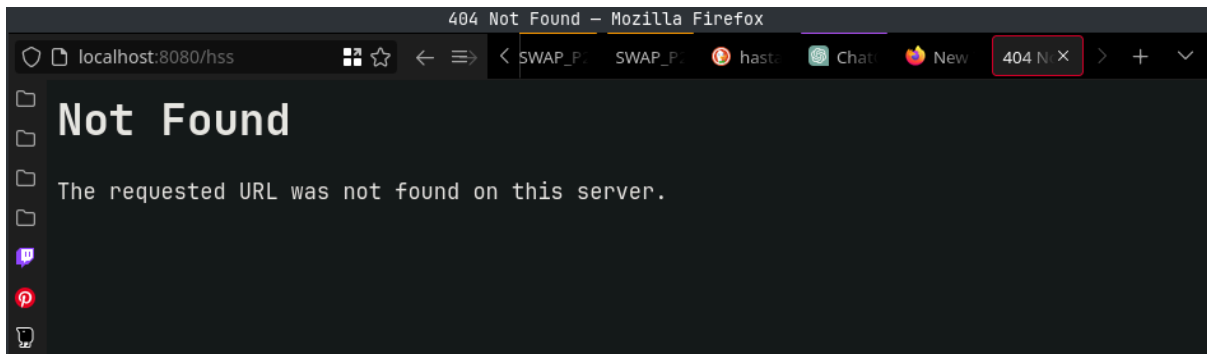 404 Not Found — Mozilla Firefox
localhost:8080/hss
SWAP_P
SWAP_P
hasta
Chat
New
404 N
Not Found
The requested URL was not found on this server.